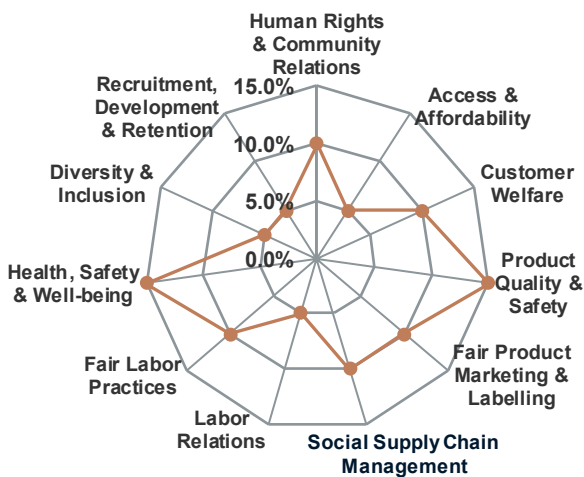 Human Rights
& Community
Relations
Recruitment,
Development
& Retention
15.0%
Access &
Affordability
10.0%
Diversity &
Inclusion
Customer
Welfare
5.0%
Health, Safety
& Well-being
0.0%
Product
Quality &
Safety
Fair Labor
Practices
Fair Product
Marketing &
Labelling
Labor
Relations
Social Supply Chain
Management